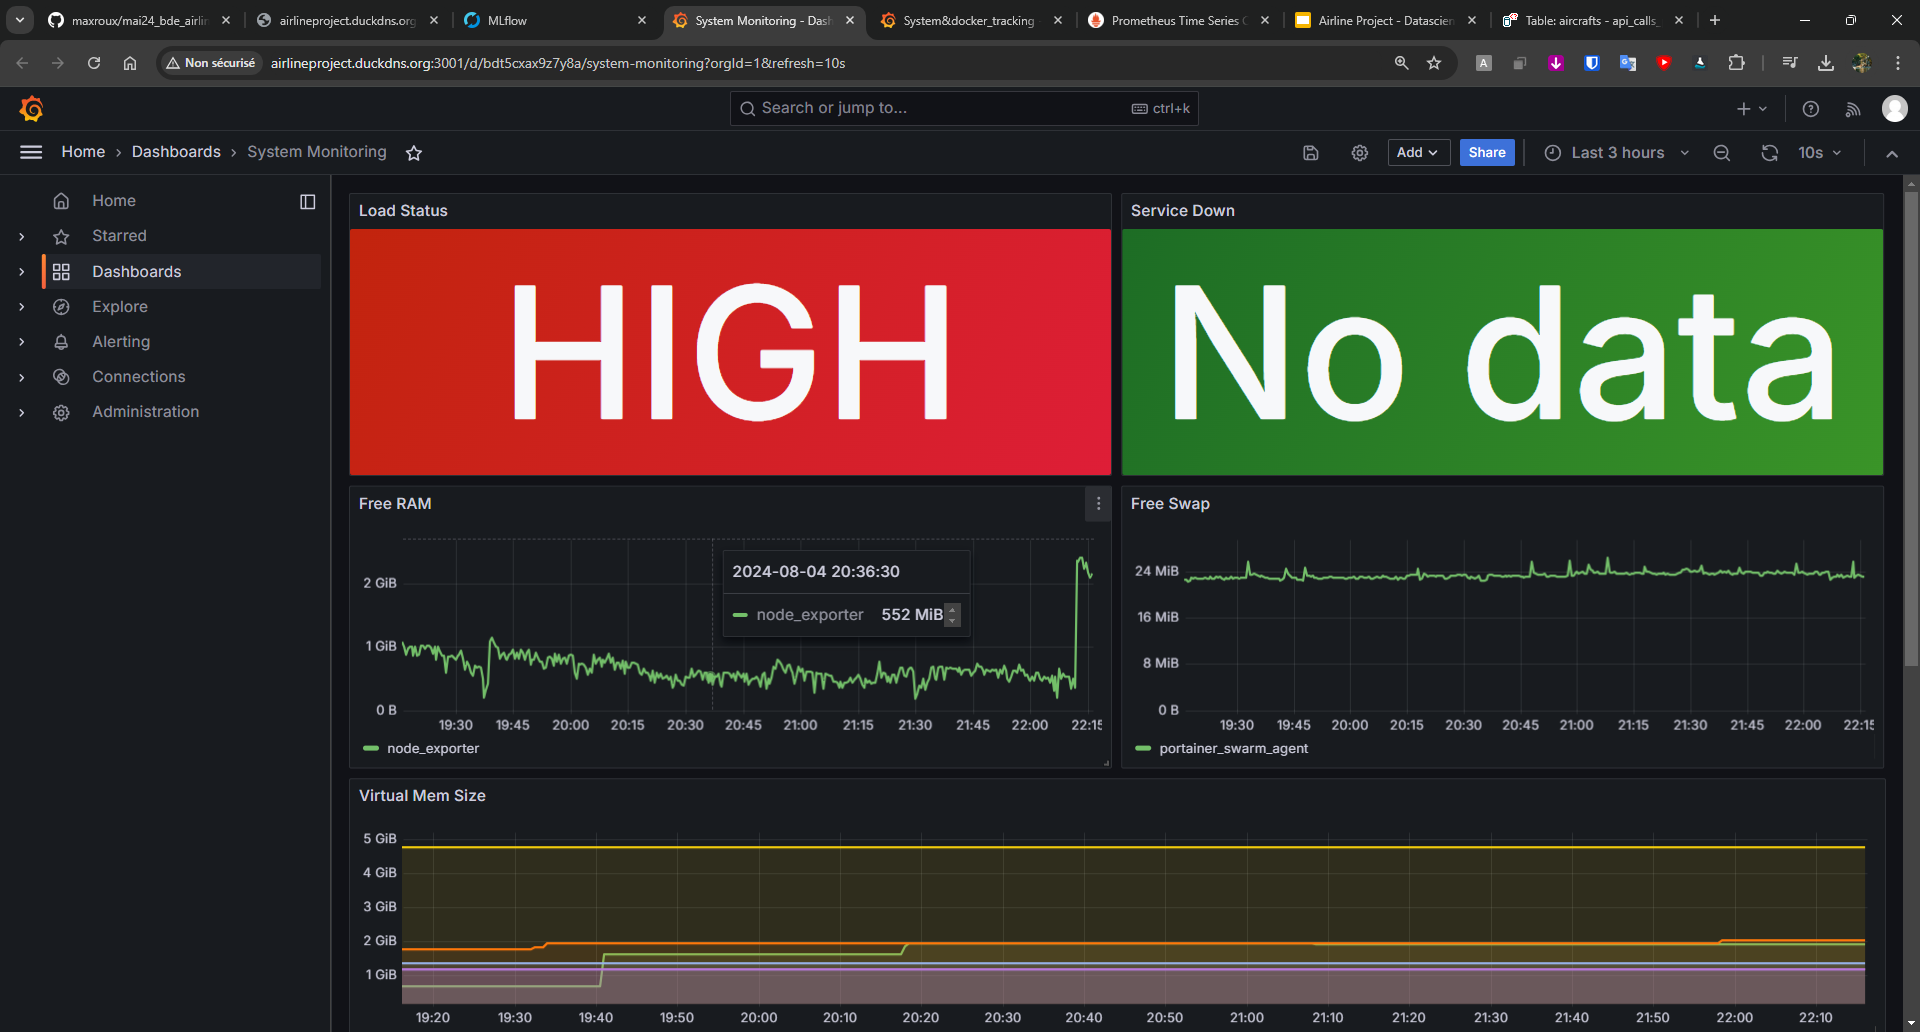 maxroux/mai24_bde_airlin
airlineproject.duckdns.org
MLflow
System Monitoring - Dash
System&docker_tracking
Prometheus Time Series C
Airline Project - Datascien
Table: aircrafts - api_calls_
Non sécurisé
airlineproject.duckdns.org:3001/d/bdt5cxax9z7y8a/system-monitoring?orgId=1&refresh=10s
Search or jump to...
ctrl+k
Home › Dashboards › System Monitoring
Add
Share
Last 3 hours
10s
Home
Starred
Dashboards
Explore
Alerting
Connections
Administration
Load Status
HIGH
Service Down
No data
Free RAM
2 GiB
1 GiB
0 B
19:30 19:45 20:00 20:15 20:30 20:45 21:00 21:15 21:30 21:45 22:00 22:15
node_exporter
2024-08-04 20:36:30
node_exporter 552 MiB
Free Swap
24 MiB
16 MiB
8 MiB
0 B
19:30 19:45 20:00 20:15 20:30 20:45 21:00 21:15 21:30 21:45 22:00 22:15
portainer_swarm_agent
Virtual Mem Size
5 GiB
4 GiB
3 GiB
2 GiB
1 GiB
19:20 19:30 19:40 19:50 20:00 20:10 20:20 20:30 20:40 20:50 21:00 21:10 21:20 21:30 21:40 21:50 22:00 22:10